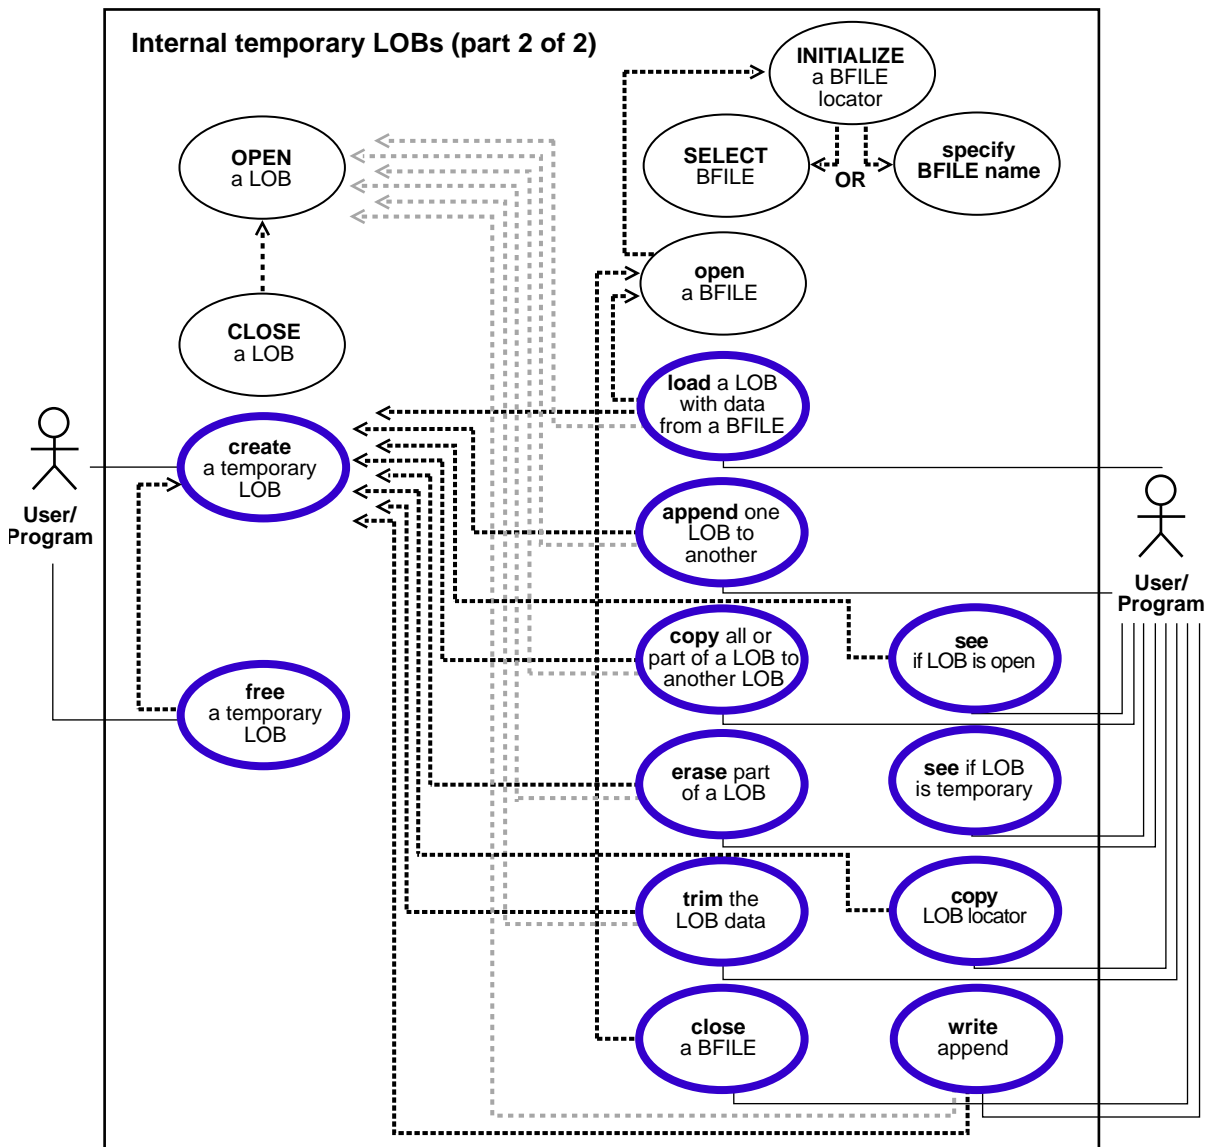 Internal temporary LOBs (part 2 of 2)
INITIALIZE
a BFILE
locator
OPEN
a LOB
SELECT
BFILE
OR
specify
BFILE name
open
a BFILE
CLOSE
a LOB
load a LOB
with data
from a BFILE
create
a temporary
LOB
User/
Program
append one
LOB to
another
User/
Program
copy all or
part of a LOB to
another LOB
see
if LOB is open
free
a temporary
LOB
erase part
of a LOB
see if LOB
is temporary
trim the
LOB data
copy
LOB locator
close
a BFILE
write
append